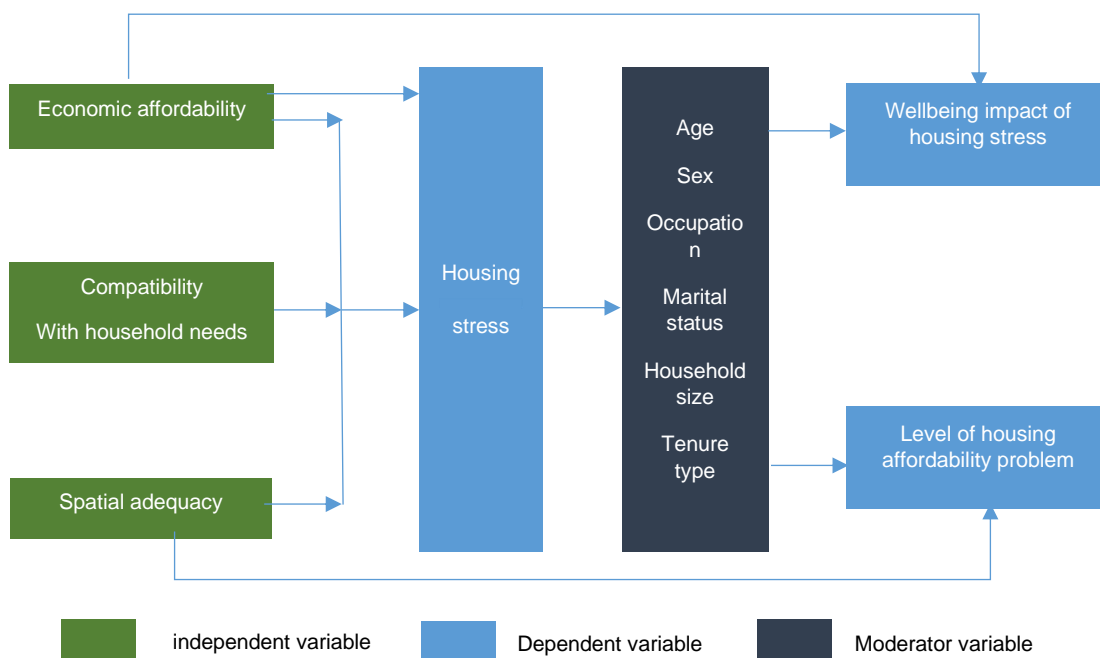 Economic affordability
Compatibility
With household needs
Spatial adequacy
Housing
stress
Age
Sex
Occupatio
n
Marital
status
Household
size
Tenure
type
Wellbeing impact of
housing stress
Level of housing
affordability problem
independent variable
Dependent variable
Moderator variable